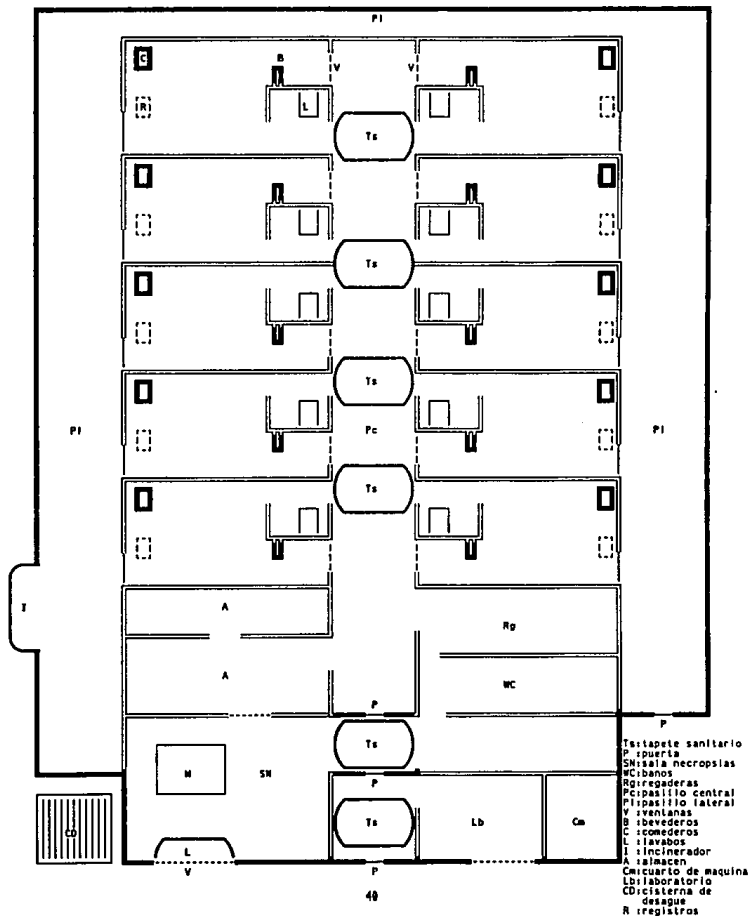 Pl
C
B
V
V
R
L
Ts
Ts
Ts
Pl
Pc
Pl
Ts
I
A
Rg
A
WC
P
P
Ts
M
SN
P
CD
Ts
Lb
Cm
L
V
P
40
Ts:tapete sanitario
P :puerta
SN:sala necropsias
WC:banos
Rg:regaderas
Pc:pasillo central
Pl:pasillo lateral
V :ventanas
B :bevederos
C :comederos
L :lavabos
I :incinerador
A :almacen
Cm:cuarto de maquina
Lb:laboratorio
CD:cisterna de
desague
R :registros